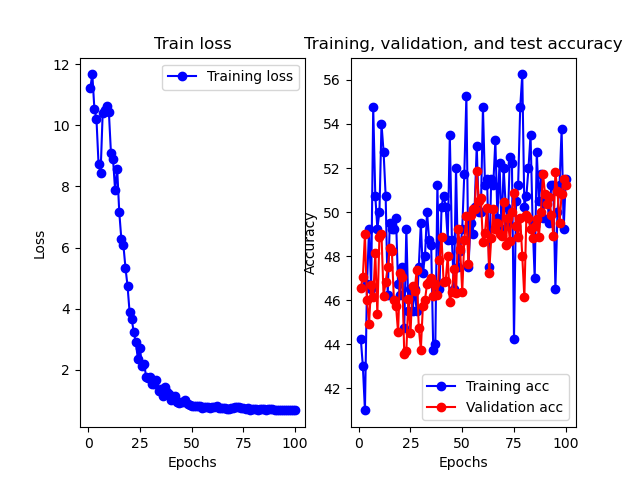 Train loss
Training loss
12
10
8
6
4
2
Loss
0
25
50
75
100
Epochs
Training, validation, and test accuracy
56
54
52
50
48
46
44
42
Accuracy
Training acc
Validation acc
0
25
50
75
100
Epochs